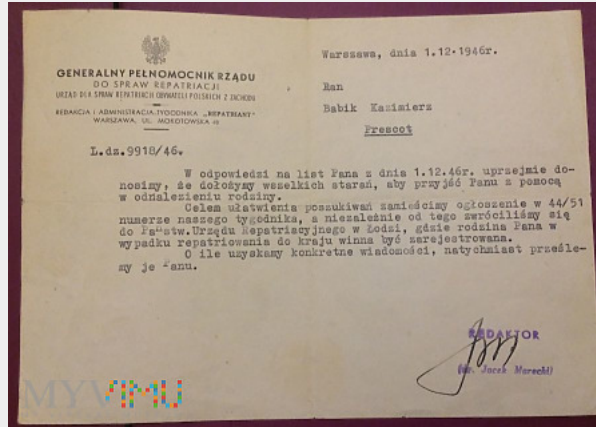 GENERALNY PEŁNOMOCNIK RZĄDU
DO SPRAW REPATRIACJI
URZĄD DLA SPRAW REPATRIACJI OBYWATELI POLSKICH Z ZACHODU
REDAKCJA I ADMINISTRACJA TYGODNIKA „REPATRIANT"
WARSZAWA, UL. MOKOTOWSKA
L.dz.9918/46.
Warszawa, dnia 1.12.1946r.
Pan
Babik Kazimierz
Prescot
W odpowiedzi na list Pana z dnia 1.12.46r. uprzejmie do-
nosimy, że dołożymy wszelkich starań, aby przyjść Panu z pomocą
w odnalezieniu rodziny.
Celem ułatwienia poszukiwań zamieścimy ogłoszenie w 44/51
numerze naszego tygodnika, a niezależnie od tego zwróciliśmy się
do Państw.Urzędu Repatriacyjnego w Łodzi, gdzie rodzina Pana w
wypadku repatriowania do kraju winna być zarejestrowana.
O ile uzyskamy konkretne wiadomości, natychmiast prześle-
my je Panu.
REDAKTOR
Jacek Marecki)
MYVIMU